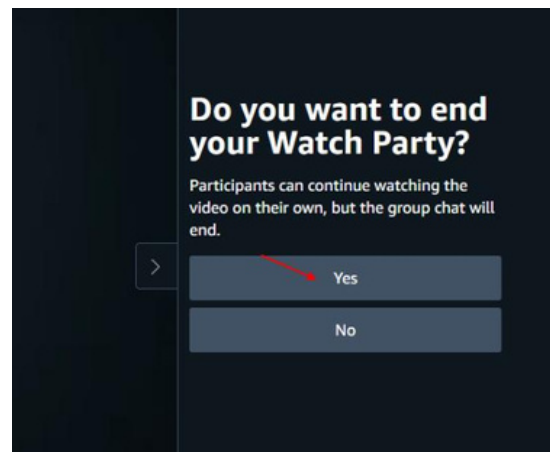 Do you want to end
your Watch Party?
Participants can continue watching the
video on their own, but the group chat will
end.
Yes
No